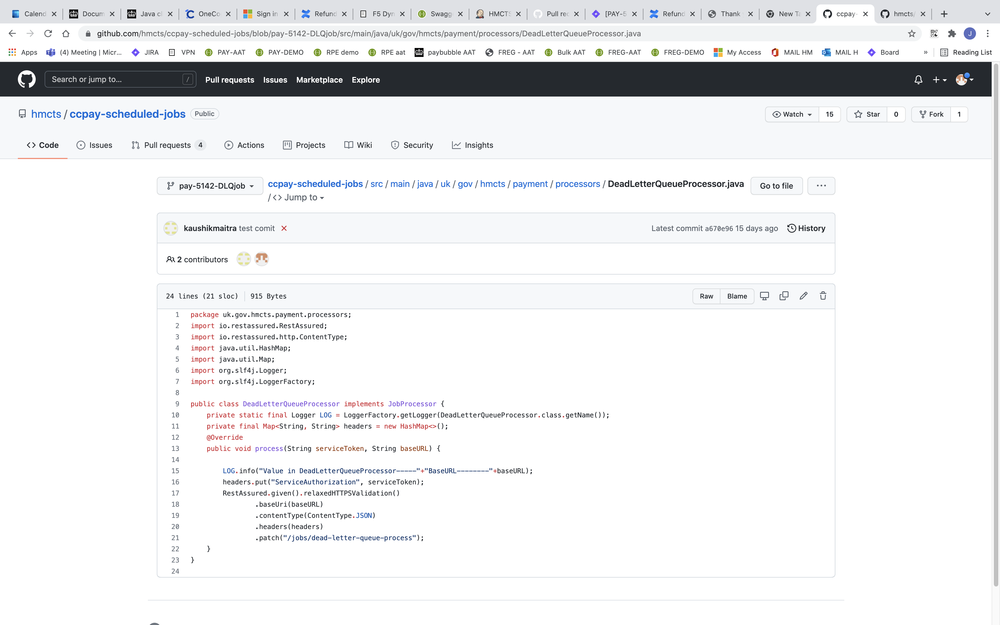 Calend Docum Java cl OneCo Sign in Refund F5 Dyn Swagg HMCTS Pull rec [PAY-5 Refund Thank New Ta ccpay- hmcts/
github.com/hmcts/ccpay-scheduled-jobs/blob/pay-5142-DLQjob/src/main/java/uk/gov/hmcts/payment/processors/DeadLetterQueueProcessor.java
J
Apps (4) Meeting | Micr... JIRA VPN PAY-AAT PAY-DEMO RPE demo RPE aat paybubble AAT FREG - AAT Bulk AAT FREG-AAT FREG-DEMO My Access MAIL HM MAIL H Board » Reading List
Search or jump to... / Pull requests Issues Marketplace Explore
hmcts / ccpay-scheduled-jobs Public Watch 15 Star 0 Fork 1
Code Issues Pull requests 4 Actions Projects Wiki Security Insights
pay-5142-DLQjob ccpay-scheduled-jobs / src / main / java / uk / gov / hmcts / payment / processors / DeadLetterQueueProcessor.java Go to file ...
/ <> Jump to
kaushikmaitra test comit Latest commit a670e96 15 days ago History
2 contributors
24 lines (21 sloc) 915 Bytes Raw Blame
1 package uk.gov.hmcts.payment.processors;
2 import io.restassured.RestAssured;
3 import io.restassured.http.ContentType;
4 import java.util.HashMap;
5 import java.util.Map;
6 import org.slf4j.Logger;
7 import org.slf4j.LoggerFactory;
8
9 public class DeadLetterQueueProcessor implements JobProcessor {
10 private static final Logger LOG = LoggerFactory.getLogger(DeadLetterQueueProcessor.class.getName());
11 private final Map<String, String> headers = new HashMap<>();
12 @Override
13 public void process(String serviceToken, String baseURL) {
14
15 LOG.info("Value in DeadLetterQueueProcessor-----"+"BaseURL--------"+baseURL);
16 headers.put("ServiceAuthorization", serviceToken);
17 RestAssured.given().relaxedHTTPSValidation()
18 .baseUri(baseURL)
19 .contentType(ContentType.JSON)
20 .headers(headers)
21 .patch("/jobs/dead-letter-queue-process");
22 }
23 }
24